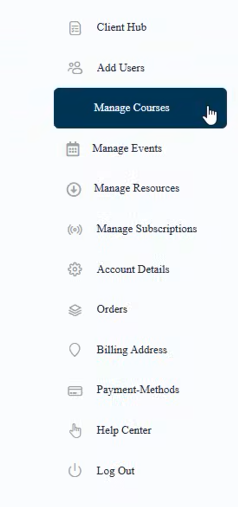 Client Hub
Add Users
Manage Courses
Manage Events
Manage Resources
Manage Subscriptions
Account Details
Orders
Billing Address
Payment-Methods
Help Center
Log Out